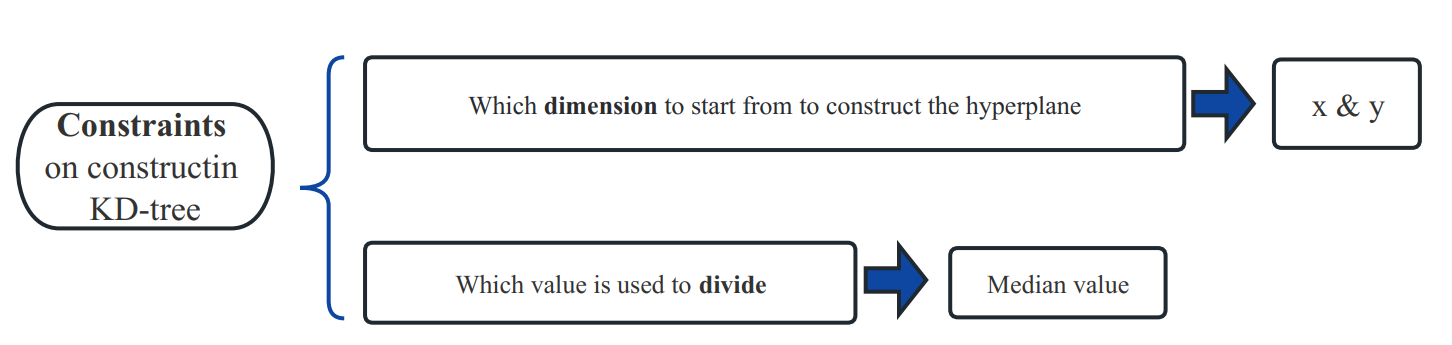 Constraints
on constructin
KD-tree
Which dimension to start from to construct the hyperplane
x & y
Which value is used to divide
Median value